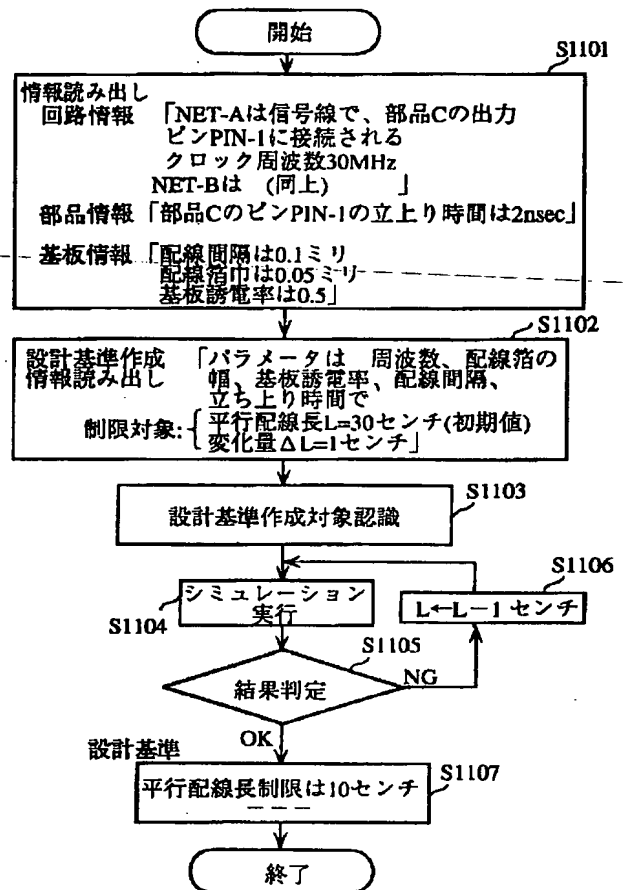 開始
S1101
情報読み出し
回路情報 「NET-Aは信号線で、部品Cの出力
ピンPIN-1に接続される
クロック周波数30MHz
NET-Bは (同上) 」
部品情報「部品CのピンPIN-1の立上り時間は2nsec」
基板情報「配線間隔は0.1ミリ
配線箔巾は0.05ミリ
基板誘電率は0.5」
S1102
設計基準作成 「パラメータは 周波数、配線箔の
情報読み出し 幅、基板誘電率、配線間隔、
立ち上り時間で
制限対象:{平行配線長L=30センチ(初期値)
変化量ΔL=1センチ」
S1103
設計基準作成対象認識
S1106
シミュレーション
実行
L←L－1 センチ
S1104
S1105
結果判定
NG
OK
設計基準
S1107
平行配線長制限は10センチ
－－－
終了